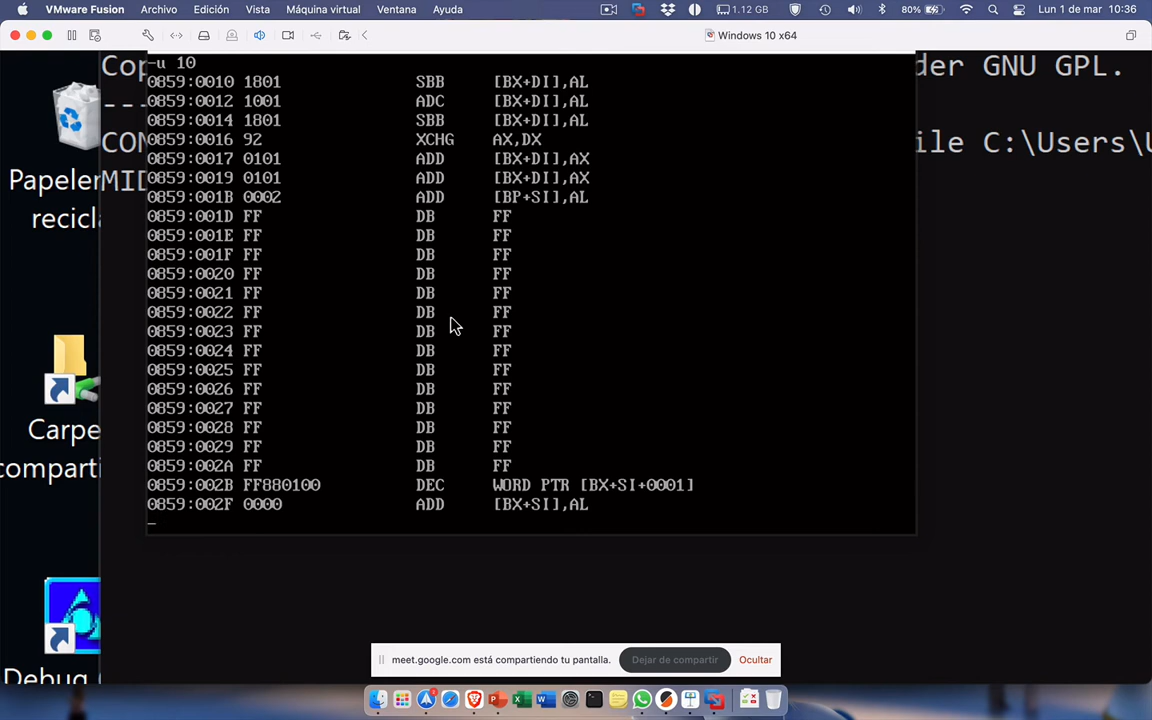 VMware Fusion Archivo Edición Vista Máquina virtual Ventana Ayuda 1.12 GB 80% Lun 1 de mar 10:36
Windows 10 x64
-u 10
0859:0010 1801 SBB [BX+DI],AL
0859:0012 1001 ADC [BX+DI],AL
0859:0014 1801 SBB [BX+DI],AL
0859:0016 92 XCHG AX,DX
0859:0017 0101 ADD [BX+DI],AX
0859:0019 0101 ADD [BX+DI],AX
0859:001B 0002 ADD [BP+SI],AL
0859:001D FF DB FF
0859:001E FF DB FF
0859:001F FF DB FF
0859:0020 FF DB FF
0859:0021 FF DB FF
0859:0022 FF DB FF
0859:0023 FF DB FF
0859:0024 FF DB FF
0859:0025 FF DB FF
0859:0026 FF DB FF
0859:0027 FF DB FF
0859:0028 FF DB FF
0859:0029 FF DB FF
0859:002A FF DB FF
0859:002B FF880100 DEC WORD PTR [BX+SI+0001]
0859:002F 0000 ADD [BX+SI],AL
-
Cop
der GNU GPL.
---
CON
ile C:\Users\U
MID
Papeler
recicla
Carpe
compartі
Debug
meet.google.com está compartiendo tu pantalla. Dejar de compartir Ocultar